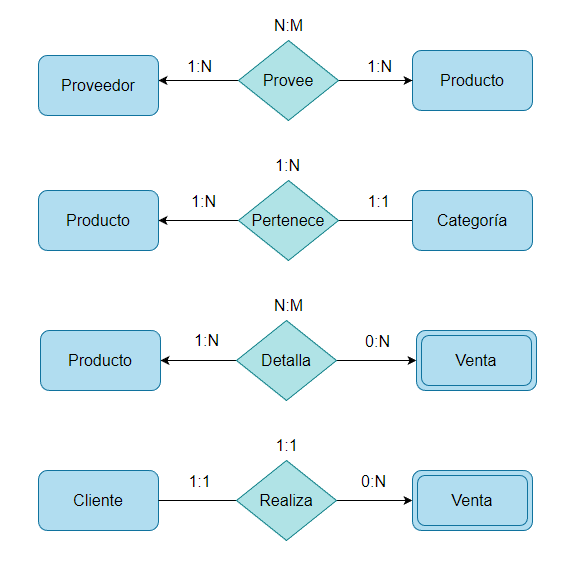 N:M
1:N
1:N
Proveedor
Provee
Producto
1:N
1:N
1:1
Producto
Pertenece
Categoría
N:M
1:N
0:N
Producto
Detalla
Venta
1:1
1:1
0:N
Cliente
Realiza
Venta